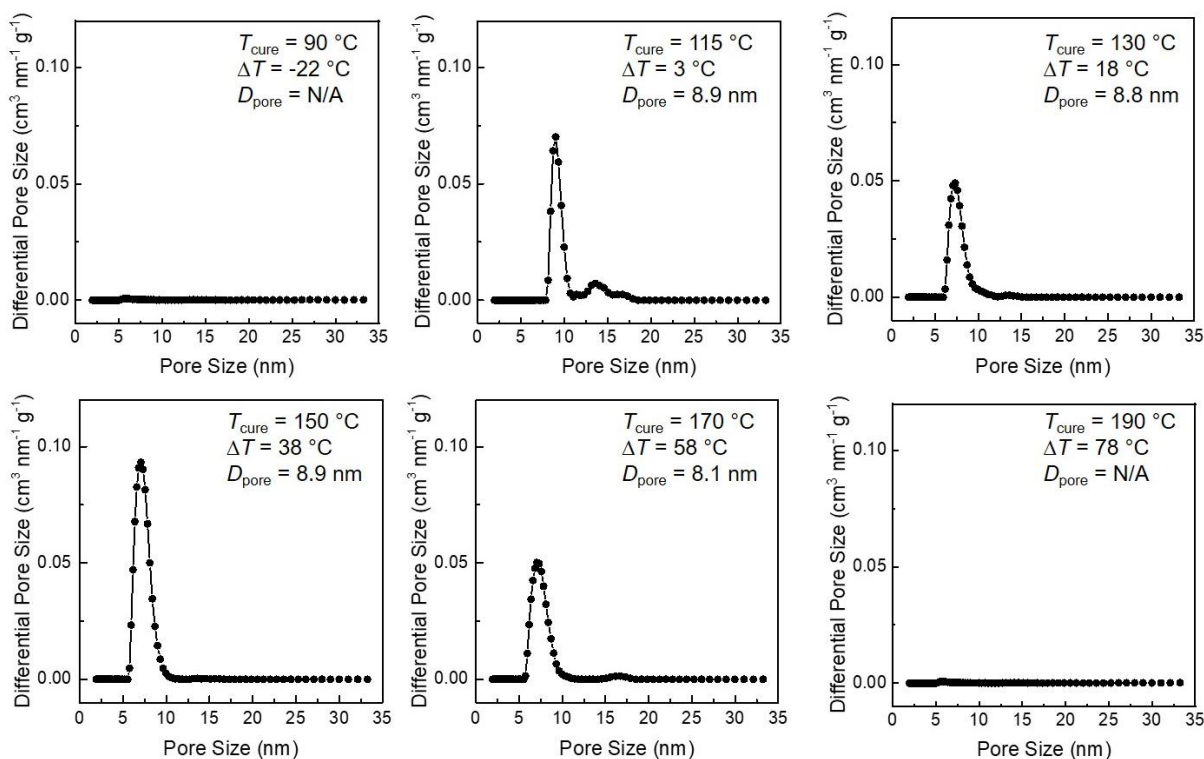 Differential Pore Size (cm³ nm⁻¹ g⁻¹)
0.10
0.05
0.00
T_cure = 90 °C
ΔT = -22 °C
D_pore = N/A
0 5 10 15 20 25 30 35
Pore Size (nm)
Differential Pore Size (cm³ nm⁻¹ g⁻¹)
0.10
0.05
0.00
T_cure = 115 °C
ΔT = 3 °C
D_pore = 8.9 nm
0 5 10 15 20 25 30 35
Pore Size (nm)
Differential Pore Size (cm³ nm⁻¹ g⁻¹)
0.10
0.05
0.00
T_cure = 130 °C
ΔT = 18 °C
D_pore = 8.8 nm
0 5 10 15 20 25 30 35
Pore Size (nm)
Differential Pore Size (cm³ nm⁻¹ g⁻¹)
0.10
0.05
0.00
T_cure = 150 °C
ΔT = 38 °C
D_pore = 8.9 nm
0 5 10 15 20 25 30 35
Pore Size (nm)
Differential Pore Size (cm³ nm⁻¹ g⁻¹)
0.10
0.05
0.00
T_cure = 170 °C
ΔT = 58 °C
D_pore = 8.1 nm
0 5 10 15 20 25 30 35
Pore Size (nm)
Differential Pore Size (cm³ nm⁻¹ g⁻¹)
0.10
0.05
0.00
T_cure = 190 °C
ΔT = 78 °C
D_pore = N/A
0 5 10 15 20 25 30 35
Pore Size (nm)